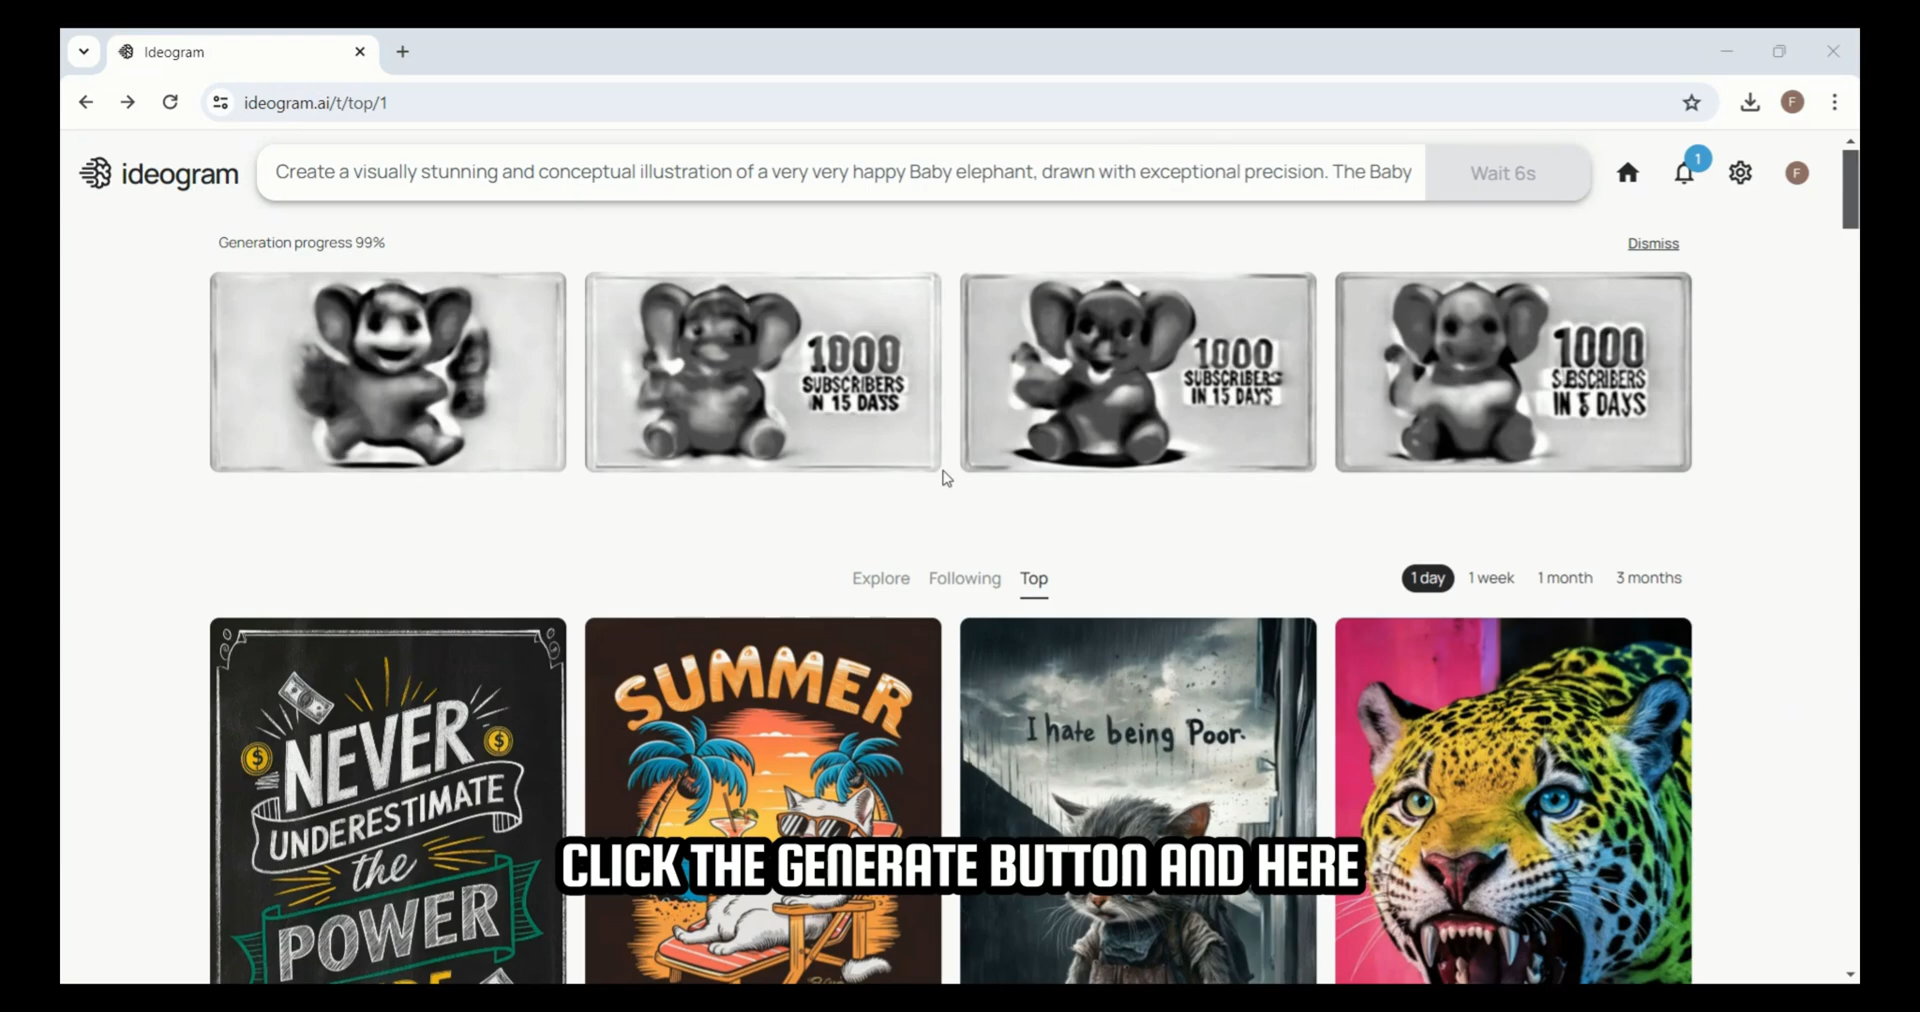 Ideogram
ideogram.ai/t/top/1
F
ideogram
Create a visually stunning and conceptual illustration of a very very happy Baby elephant, drawn with exceptional precision. The Baby
Wait 6s
1
F
Generation progress 99%
Dismiss
1000
SUBSCRIBERS
N 15 DAYS
1000
SUBSCRIBERS
IN 15 DAYS
1000
SUBSCRIBERS
IN 5 DAYS
Explore
Following
Top
1 day
1 week
1 month
3 months
NEVER
UNDERESTIMATE
the
POWER
SUMMER
I hate being Poor.
CLICK THE GENERATE BUTTON AND HERE